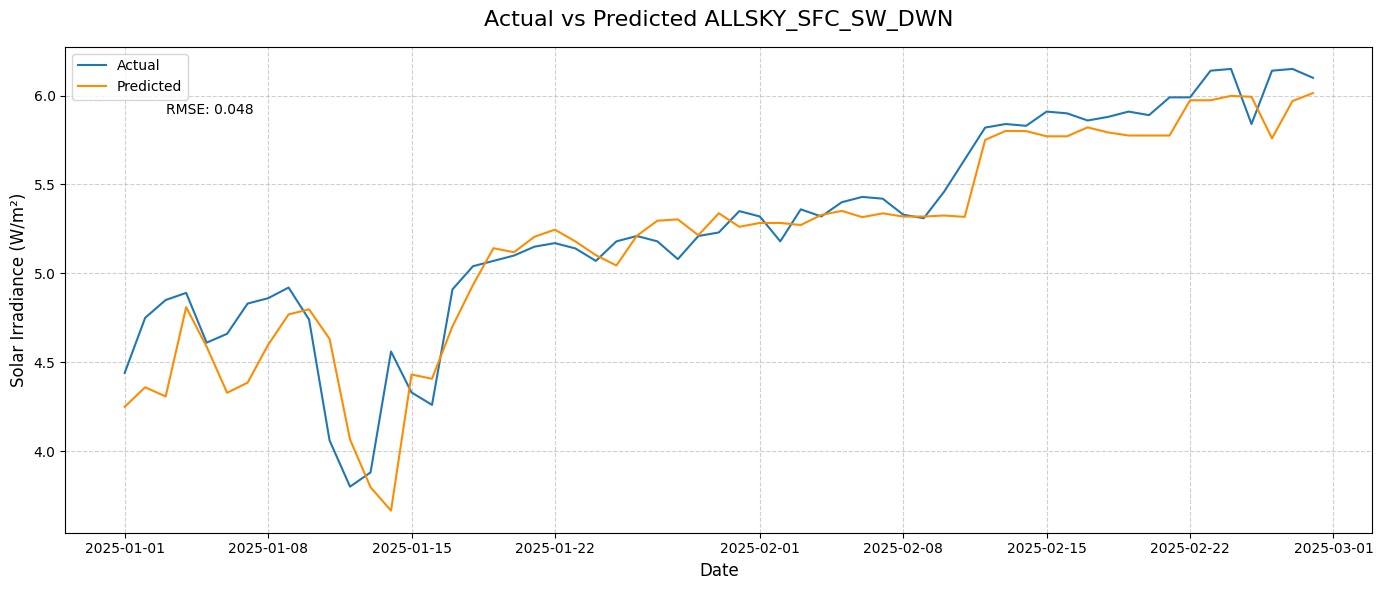 Actual vs Predicted ALLSKY_SFC_SW_DWN
Actual
Predicted
RMSE: 0.048
Solar Irradiance (W/m²)
6.0
5.5
5.0
4.5
4.0
2025-01-01
2025-01-08
2025-01-15
2025-01-22
2025-02-01
2025-02-08
2025-02-15
2025-02-22
2025-03-01
Date